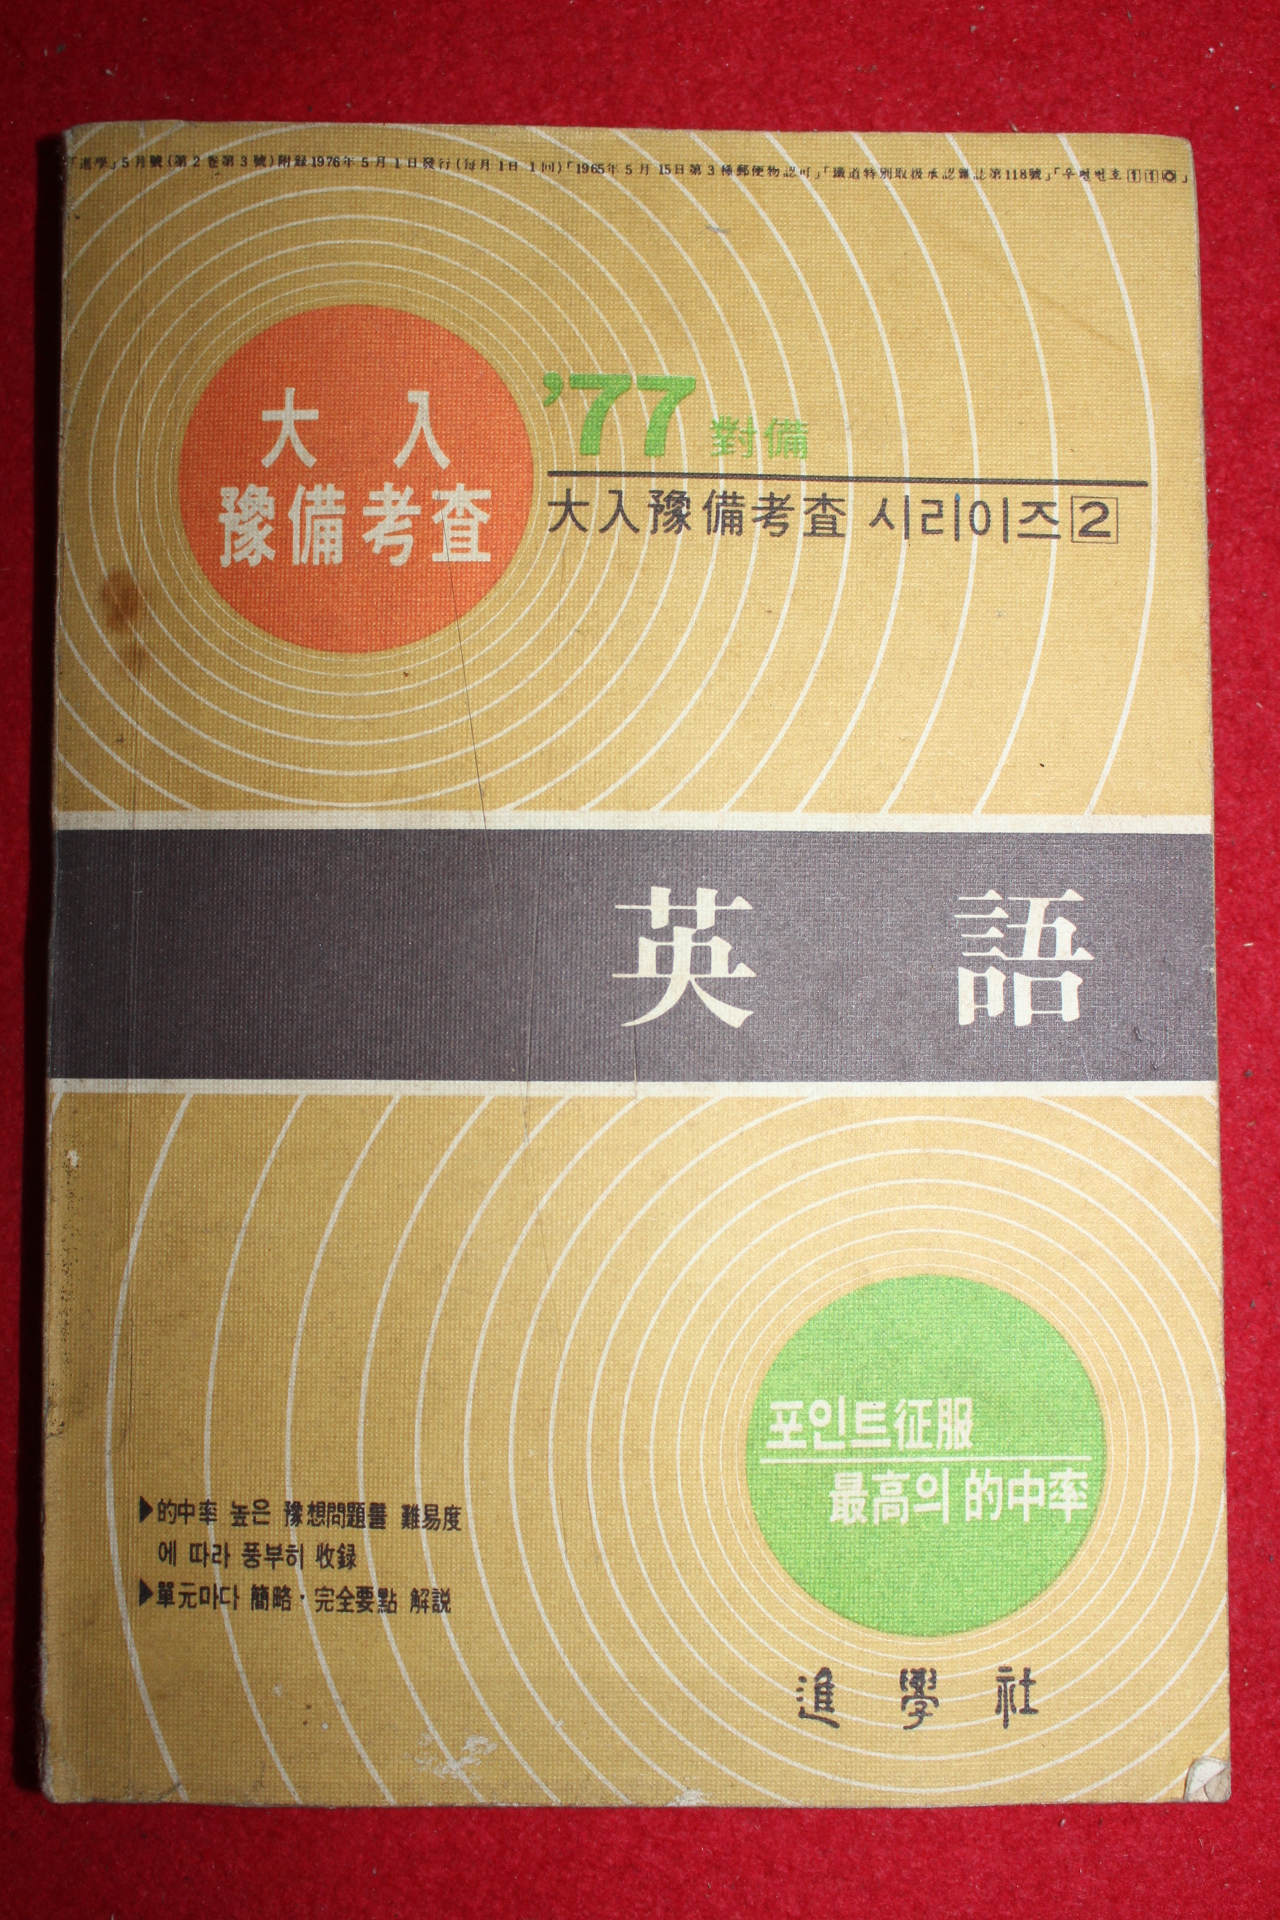 「進學」5月號(第2卷第3號)附録1976年5月1日發行(每月1日 1回)「1965年 5月 15日第3種郵便物認可」「鐵道特別取扱承認雜誌第118號」「우편번호110」
大入
豫備考査
'77 對備
大入豫備考査 시리이즈2
英語
포인트征服
最高의 的中率
▶的中率 높은 豫想問題를 難易度
에 따라 풍부히 收録
▶單元마다 簡略·完全要點 解説
進學社